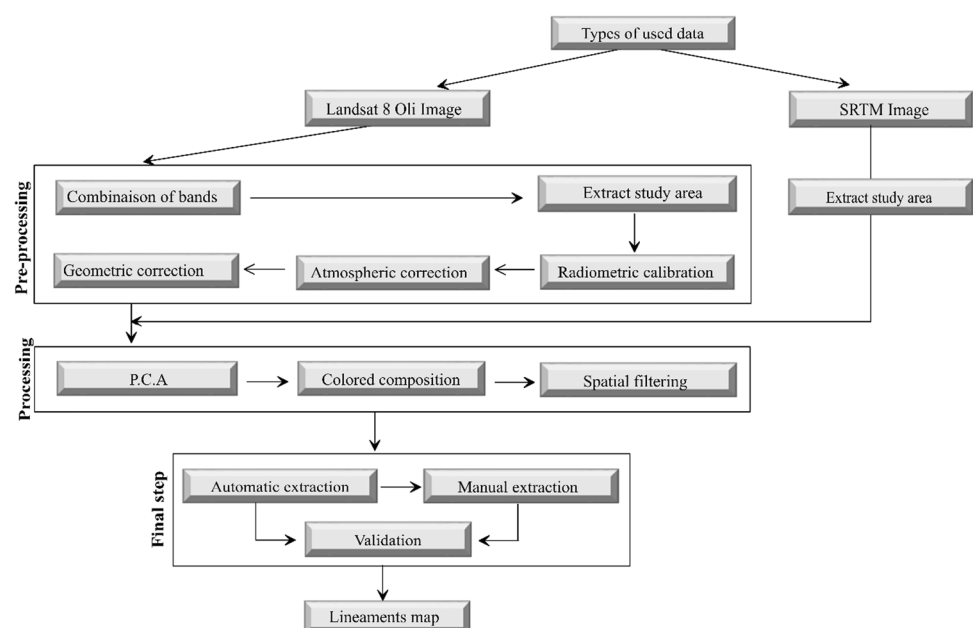 Types of used data
Landsat 8 Oli Image
SRTM Image
Pre-processing
Combinaison of bands
Extract study area
Extract study area
Geometric correction
Atmospheric correction
Radiometric calibration
Processing
P.C.A
Colored composition
Spatial filtering
Final step
Automatic extraction
Manual extraction
Validation
Lineaments map